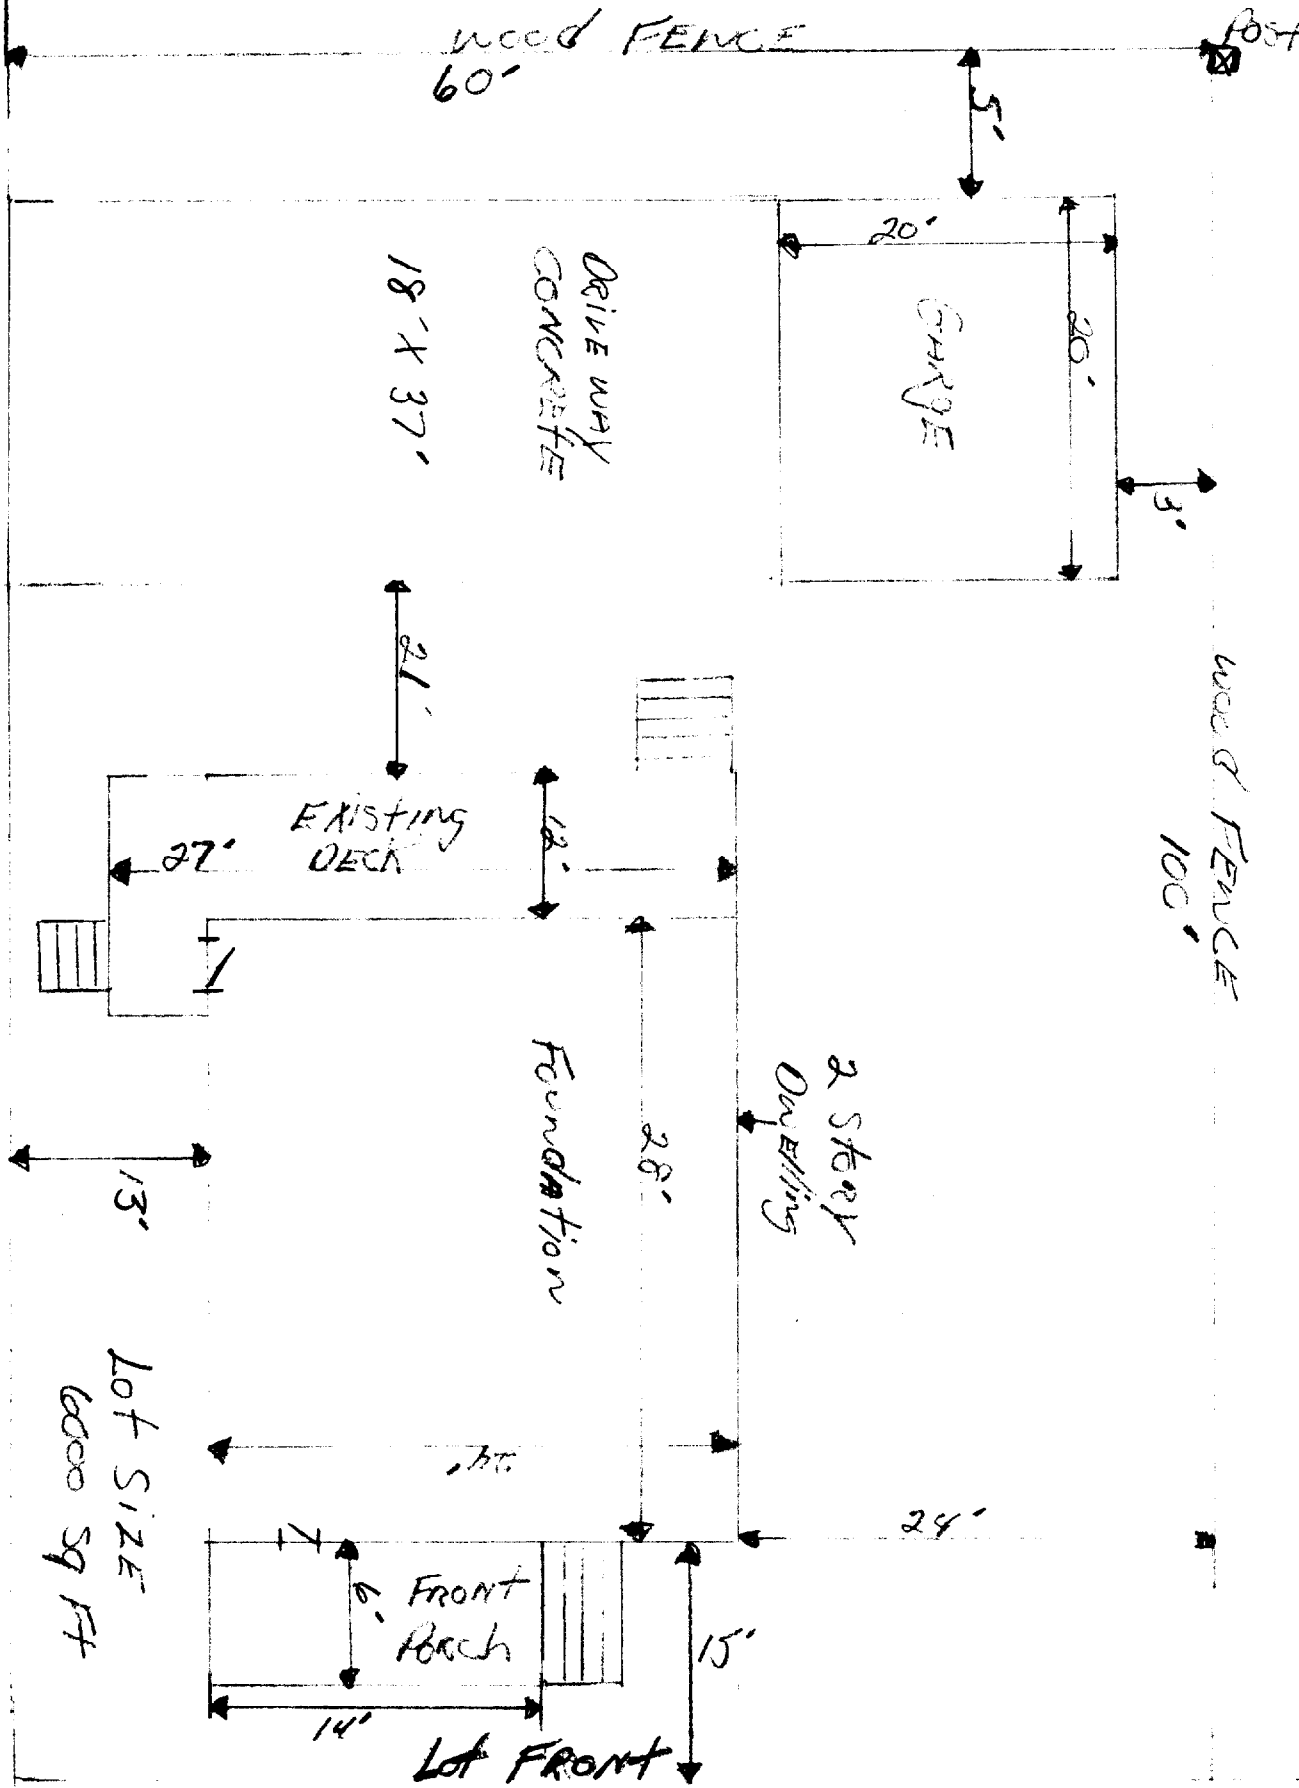 WOOD FENCE
60'
Post
5'
20'
20'
GARGE
DRIVE WAY
CONCRETE
18' X 37'
3'
21'
WOOD FENCE
100'
EXISTING
DECK
27'
12'
2 STORY
DWELLING
FOUNDATION
28'
13'
LOT SIZE
6000 Sq Ft
24'
24'
FRONT
PORCH
6'
15'
14'
Lot FRONT